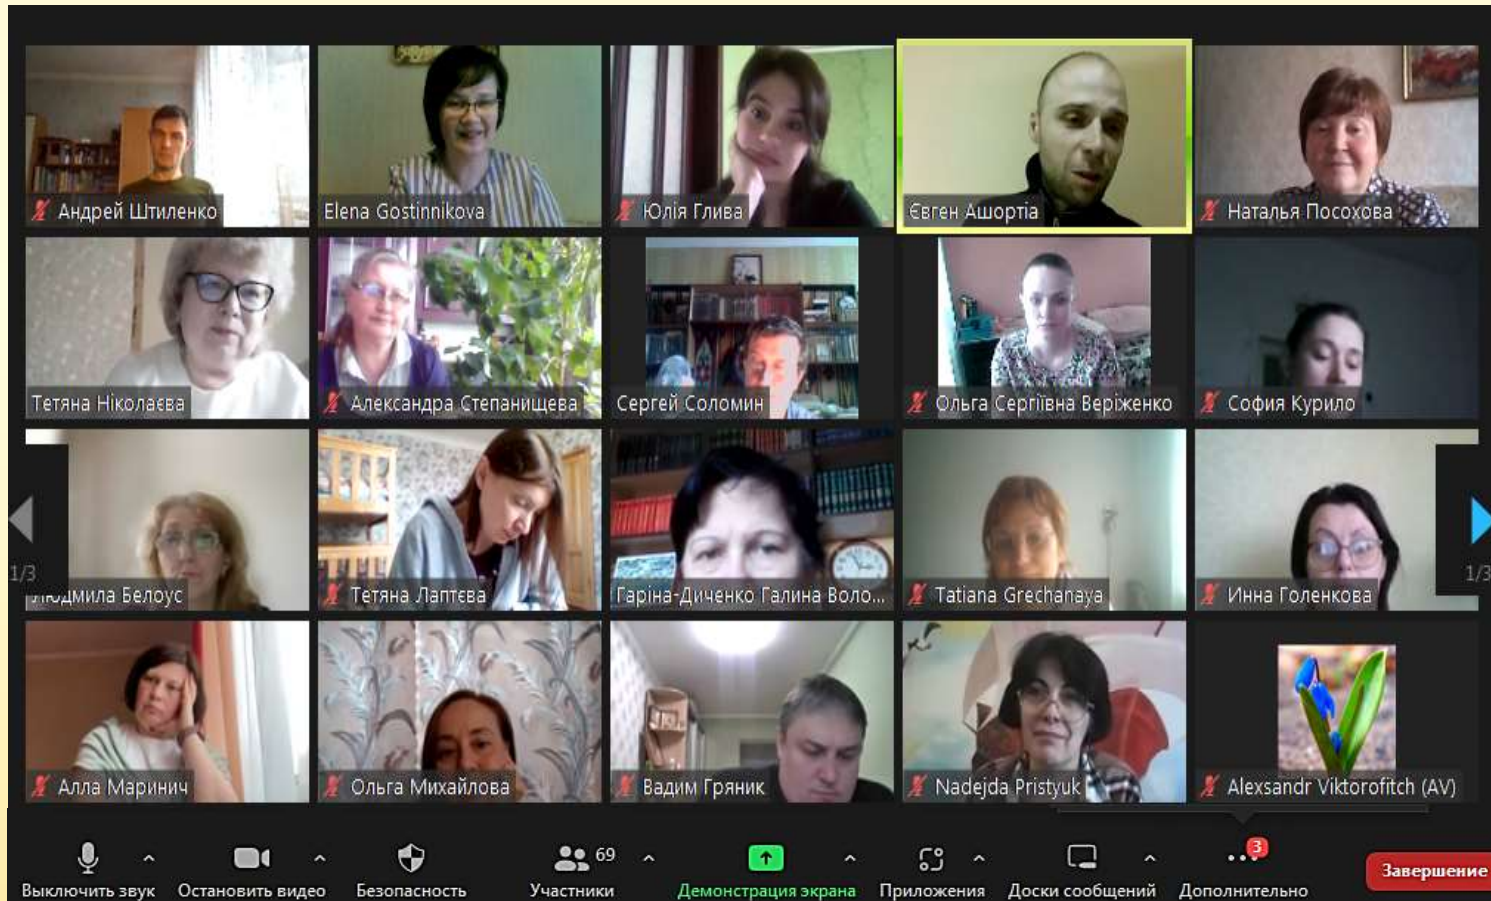 Андрей Штиленко
Elena Gostinnikova
Юлія Глива
Євген Ашортіа
Наталья Посохова
Тетяна Ніколаєва
Александра Степанищева
Сергей Соломин
Ольга Сергіївна Веріженко
София Курило
1/3
Людмила Белоус
Тетяна Лаптєва
Гаріна-Диченко Галина Воло...
Tatiana Grechanaya
Инна Голенкова
1/3
Алла Маринич
Ольга Михайлова
Вадим Гряник
Nadejda Pristyuk
Alexsandr Viktorofitch (AV)
69
3
Выключить звук
Остановить видео
Безопасность
Участники
Демонстрация экрана
Приложения
Доски сообщений
Дополнительно
Завершение